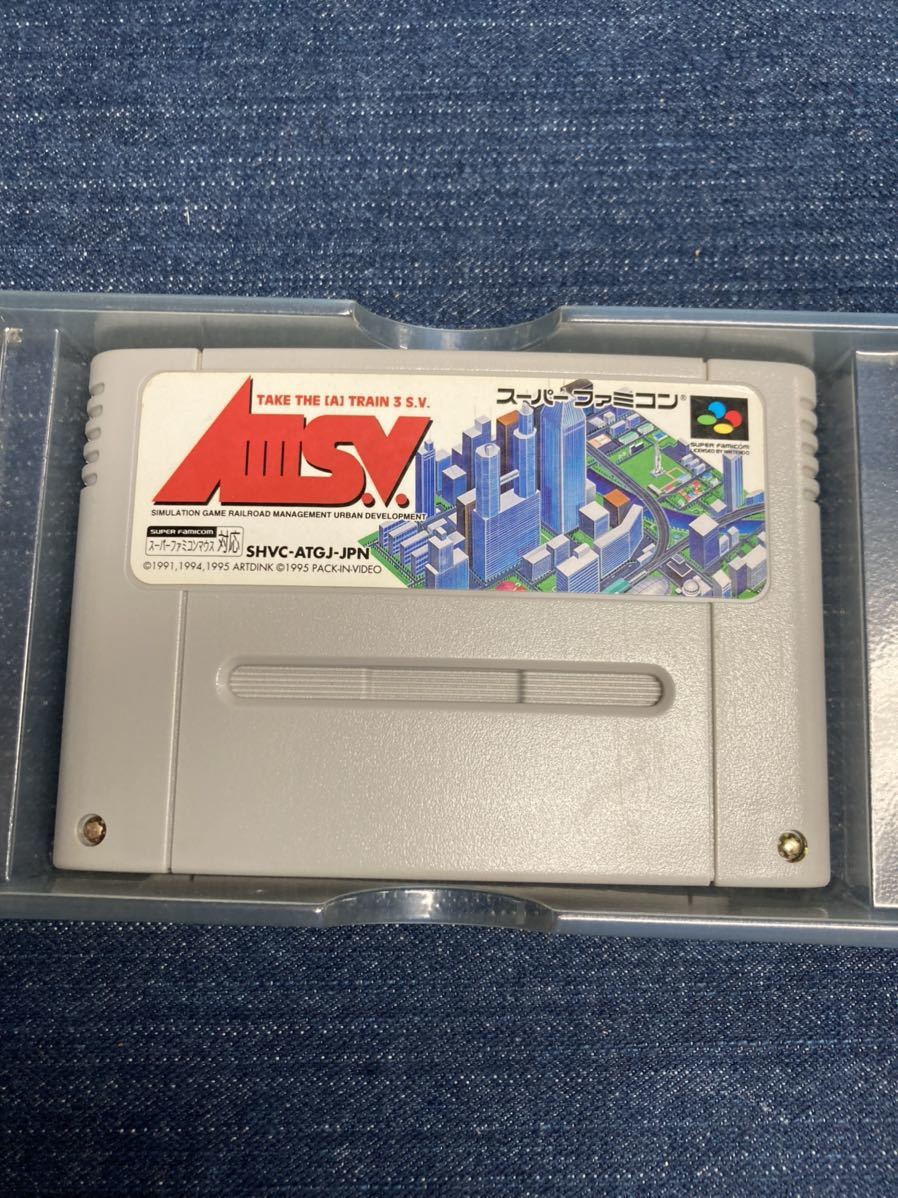 TAKE THE [A] TRAIN 3 S.V.
AIII S.V.
SIMULATION GAME RAILROAD MANAGEMENT URBAN DEVELOPMENT
SUPER FAMICOM
スーパーファミコンマウス 対応
SHVC-ATGJ-JPN
©1991,1994,1995 ARTDINK ©1995 PACK-IN-VIDEO
スーパーファミコン®
SUPER FAMICOM
LICENSED BY NINTENDO